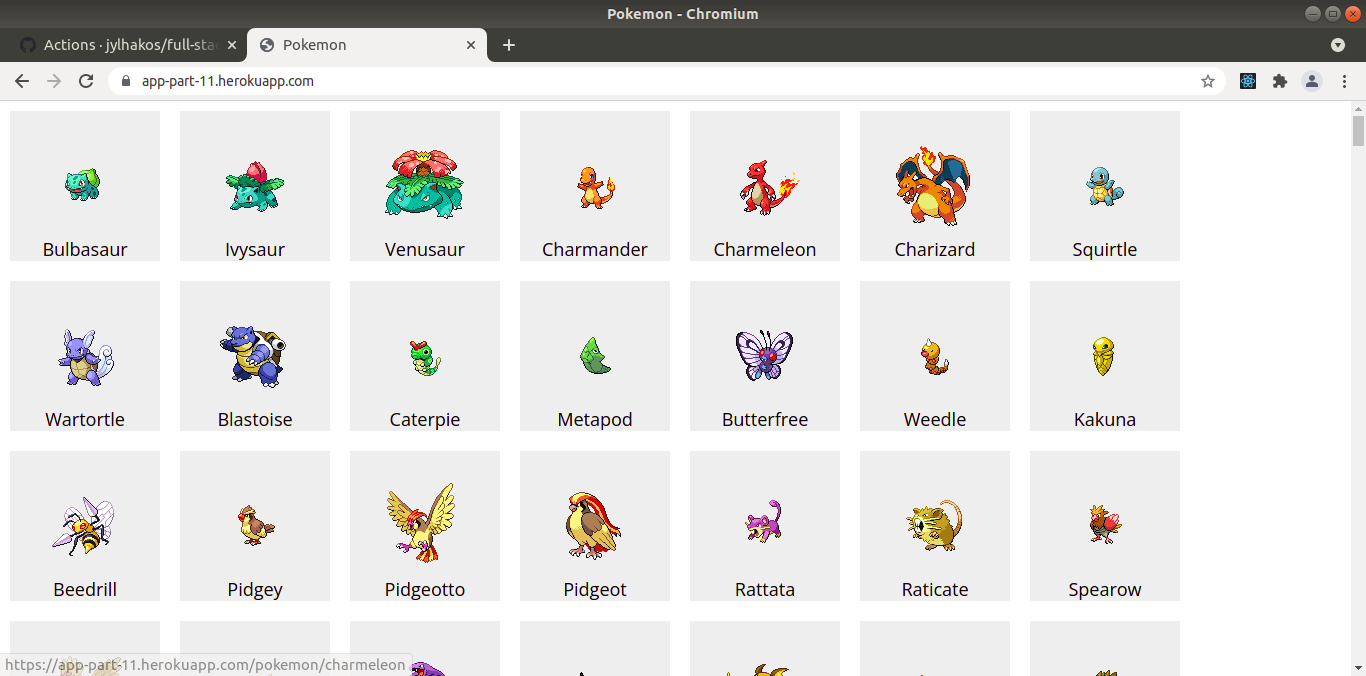 Pokemon - Chromium
Actions · jylhakos/full-sta
Pokemon
app-part-11.herokuapp.com
Bulbasaur Ivysaur Venusaur Charmander Charmeleon Charizard Squirtle
Wartortle Blastoise Caterpie Metapod Butterfree Weedle Kakuna
Beedrill Pidgey Pidgeotto Pidgeot Rattata Raticate Spearow
https://app-part-11.herokuapp.com/pokemon/charmeleon